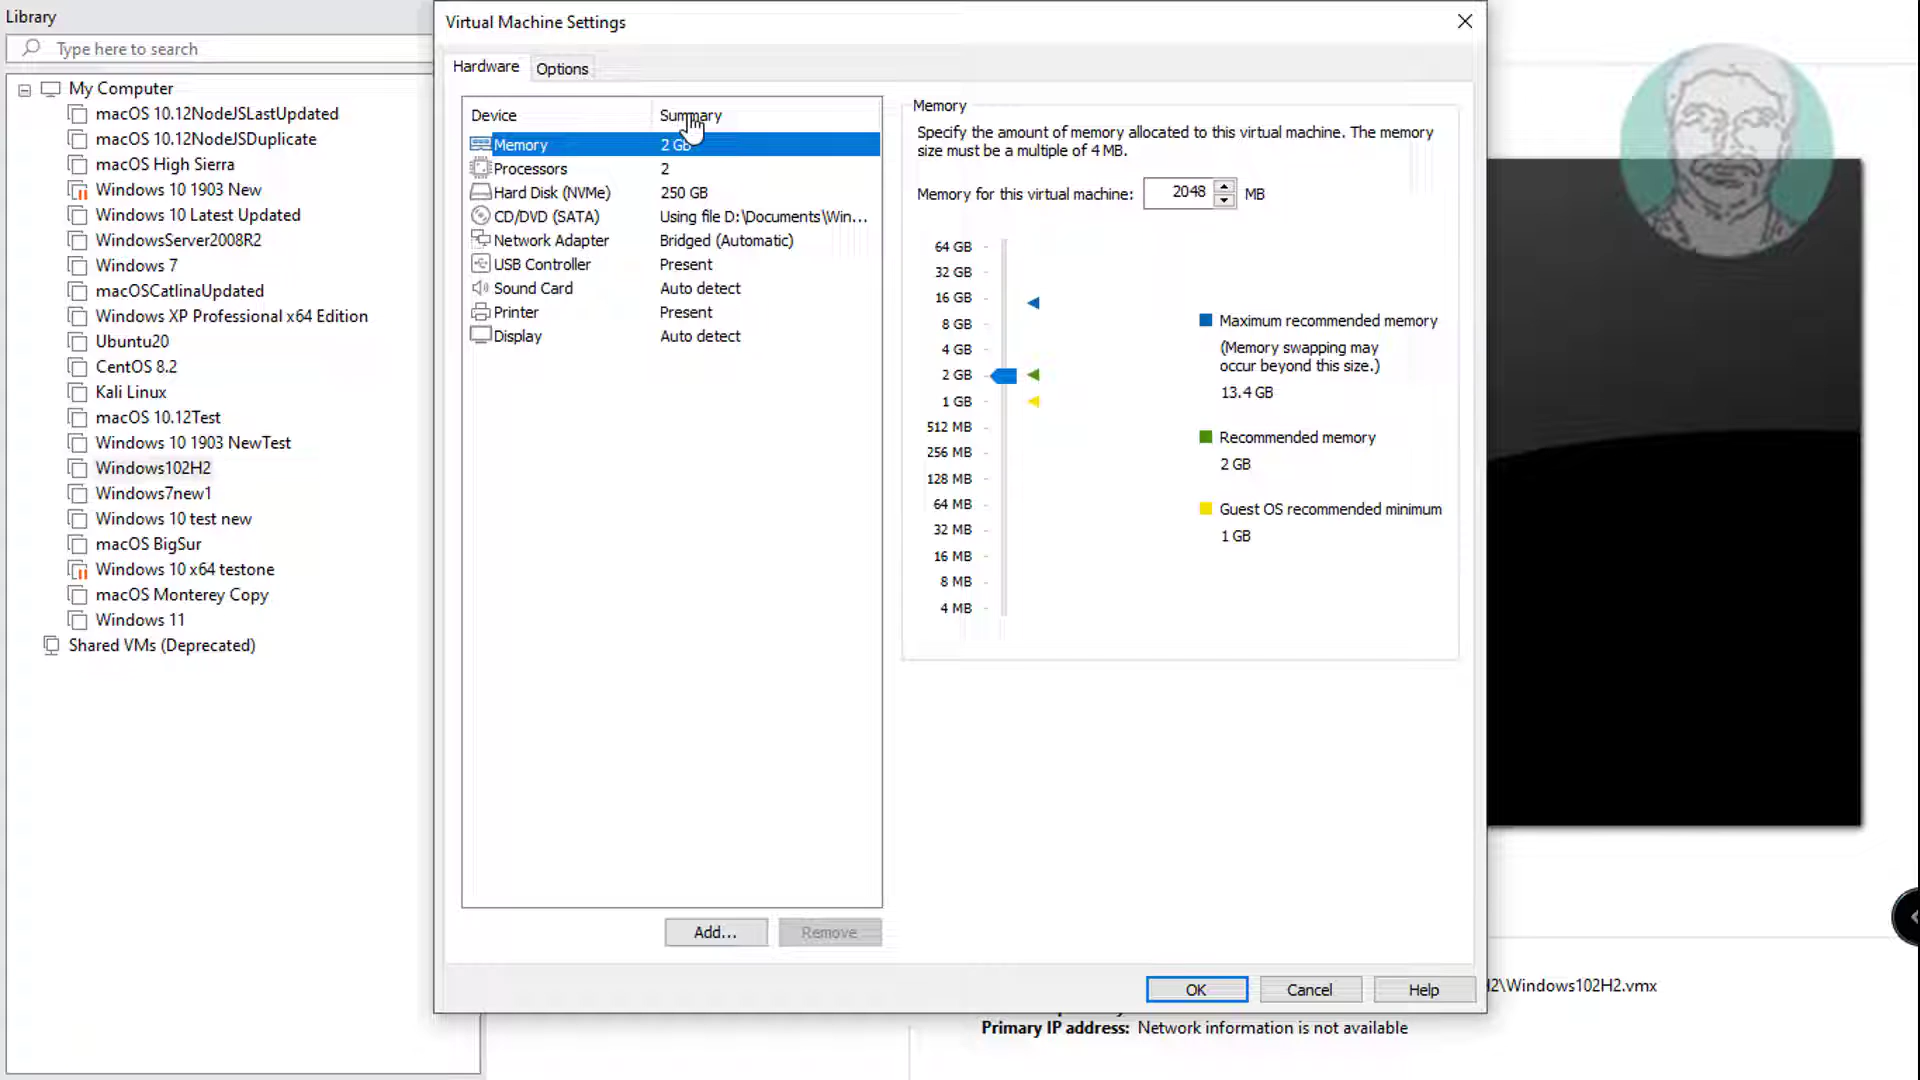 Library
Type here to search
My Computer
macOS 10.12NodeJSLastUpdated
macOS 10.12NodeJSDuplicate
macOS High Sierra
Windows 10 1903 New
Windows 10 Latest Updated
WindowsServer2008R2
Windows 7
macOSCatlinaUpdated
Windows XP Professional x64 Edition
Ubuntu20
CentOS 8.2
Kali Linux
macOS 10.12Test
Windows 10 1903 NewTest
Windows102H2
Windows7new1
Windows 10 test new
macOS BigSur
Windows 10 x64 testone
macOS Monterey Copy
Windows 11
Shared VMs (Deprecated)
Virtual Machine Settings
Hardware Options
Device Summary
Memory 2 GB
Processors 2
Hard Disk (NVMe) 250 GB
CD/DVD (SATA) Using file D:\Documents\Win...
Network Adapter Bridged (Automatic)
USB Controller Present
Sound Card Auto detect
Printer Present
Display Auto detect
Add... Remove
Memory
Specify the amount of memory allocated to this virtual machine. The memory
size must be a multiple of 4 MB.
Memory for this virtual machine: 2048 MB
64 GB
32 GB
16 GB
8 GB
4 GB
2 GB
1 GB
512 MB
256 MB
128 MB
64 MB
32 MB
16 MB
8 MB
4 MB
Maximum recommended memory
(Memory swapping may
occur beyond this size.)
13.4 GB
Recommended memory
2 GB
Guest OS recommended minimum
1 GB
OK Cancel Help
\Windows102H2.vmx
Primary IP address: Network information is not available